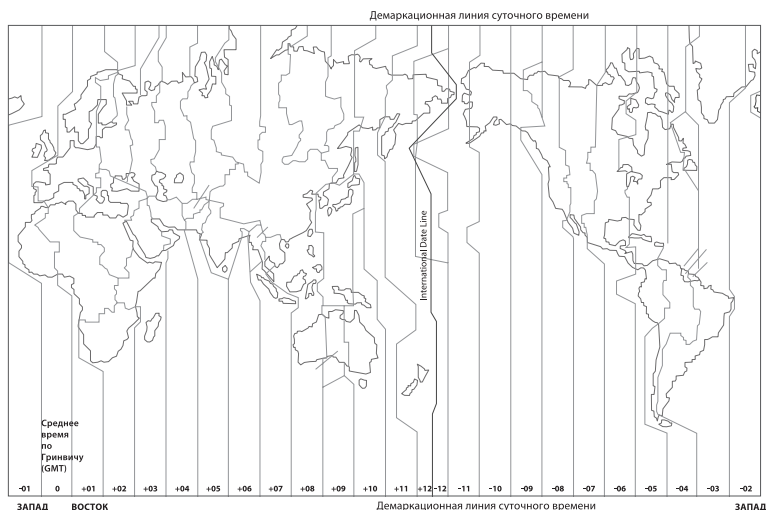 Демаркационная линия суточного времени
International Date Line
Среднее
время
по
Гринвичу
(GMT)
–01 0 +01 +02 +03 +04 +05 +06 +07 +08 +09 +10 +11 +12 –12 –11 –10 –09 –08 –07 –06 –05 –04 –03 –02
ЗАПАД ВОСТОК Демаркационная линия суточного времени ЗАПАД